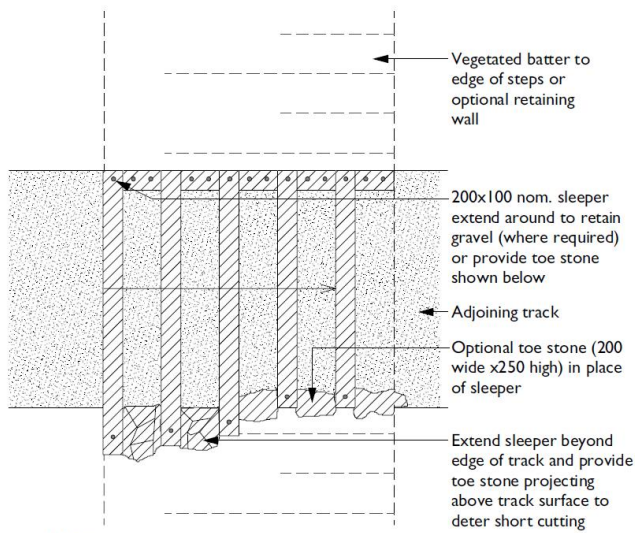 Vegetated batter to
edge of steps or
optional retaining
wall
200x100 nom. sleeper
extend around to retain
gravel (where required)
or provide toe stone
shown below
Adjoining track
Optional toe stone (200
wide x250 high) in place
of sleeper
Extend sleeper beyond
edge of track and provide
toe stone projecting
above track surface to
deter short cutting